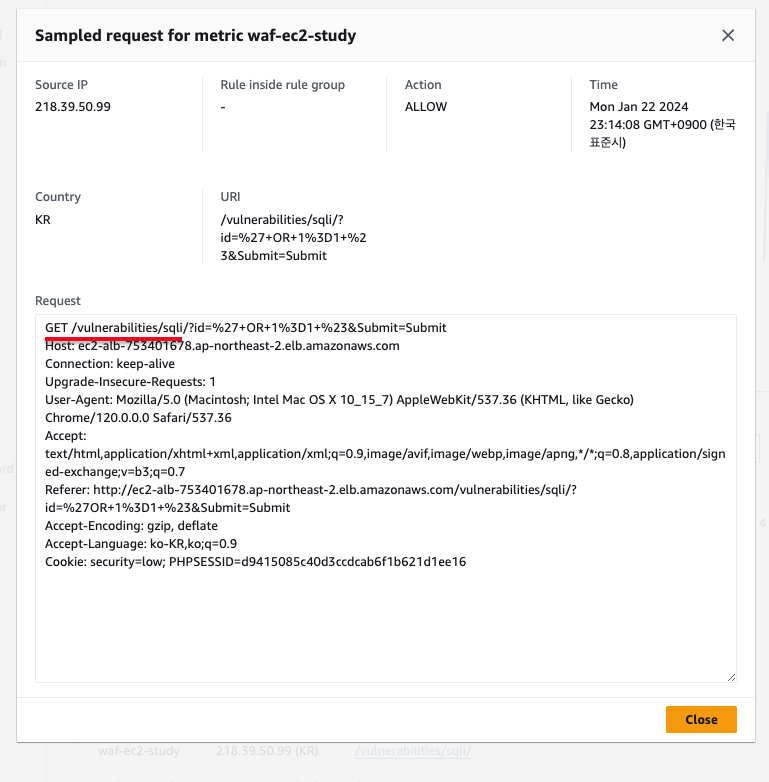 Sampled request for metric waf-ec2-study
Source IP
218.39.50.99
Rule inside rule group
-
Action
ALLOW
Time
Mon Jan 22 2024
23:14:08 GMT+0900 (한국
표준시)
Country
KR
URI
/vulnerabilities/sqli/?
id=%27+OR+1%3D1+%2
3&Submit=Submit
Request
GET /vulnerabilities/sqli/?id=%27+OR+1%3D1+%23&Submit=Submit
Host: ec2-alb-753401678.ap-northeast-2.elb.amazonaws.com
Connection: keep-alive
Upgrade-Insecure-Requests: 1
User-Agent: Mozilla/5.0 (Macintosh; Intel Mac OS X 10_15_7) AppleWebKit/537.36 (KHTML, like Gecko)
Chrome/120.0.0.0 Safari/537.36
Accept:
text/html,application/xhtml+xml,application/xml;q=0.9,image/avif,image/webp,image/apng,*/*;q=0.8,application/sign
ed-exchange;v=b3;q=0.7
Referer: http://ec2-alb-753401678.ap-northeast-2.elb.amazonaws.com/vulnerabilities/sqli/?
id=%27OR+1%3D1+%23&Submit=Submit
Accept-Encoding: gzip, deflate
Accept-Language: ko-KR,ko;q=0.9
Cookie: security=low; PHPSESSID=d9415085c40d3ccdcab6f1b621d1ee16
Close
waf-ec2-study 218.39.50.99 (KR) /vulnerabilities/sqli/